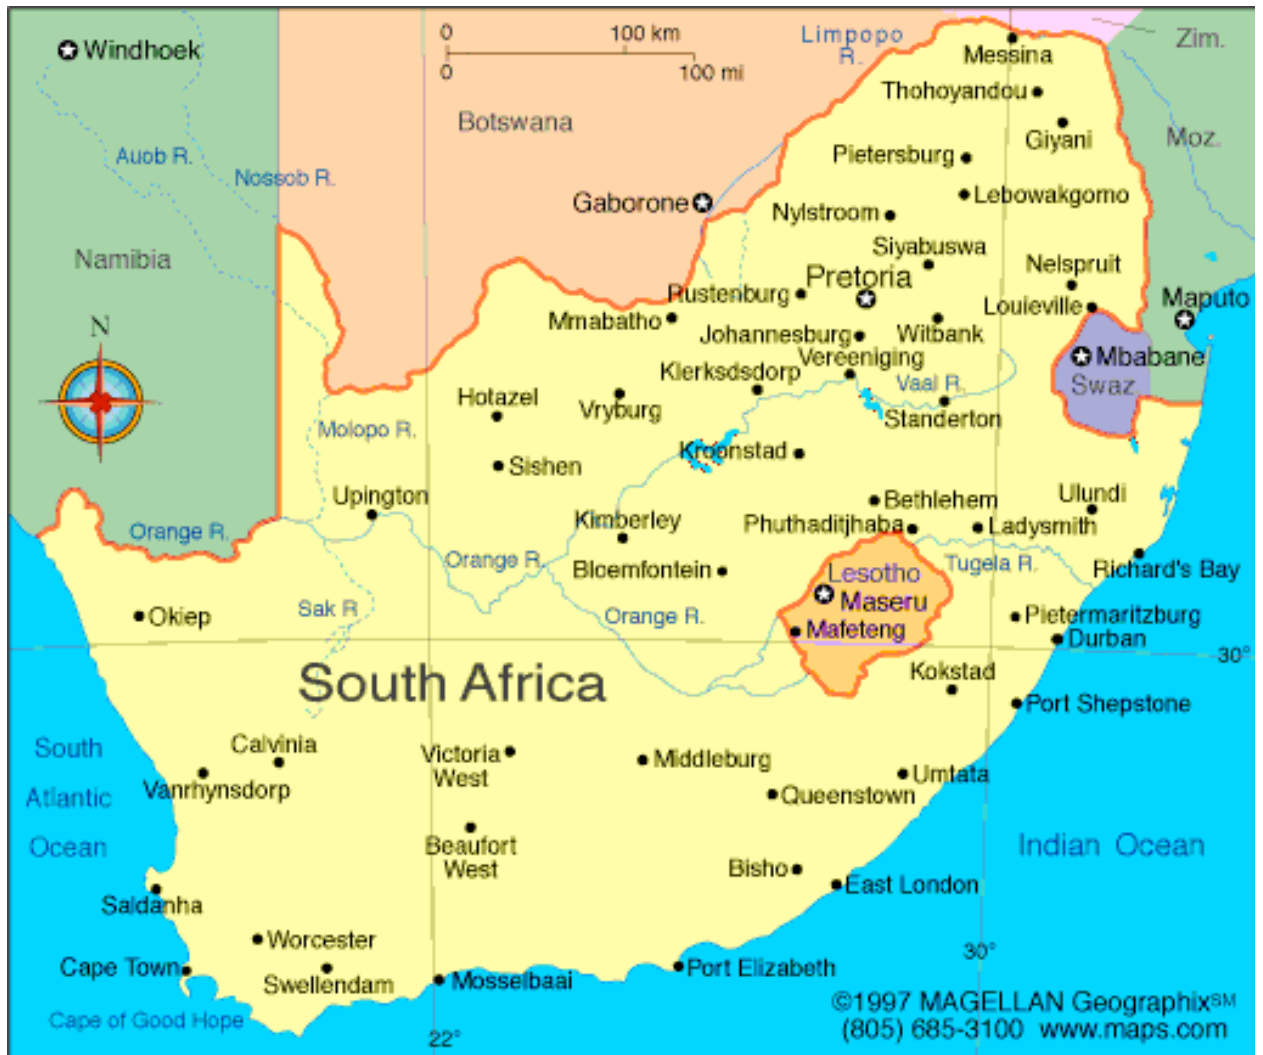 Windhoek
0
100 km
0
100 mi
Limpopo
R.
Messina
Zim.
Thohoyandou
Giyani
Moz.
Botswana
Auob R.
Nossob R.
Pietersburg
Lebowakgomo
Gaborone
Nylstroom
Siyabuswa
Namibia
Nelspruit
Pretoria
Rustenburg
Louieville
Maputo
Mmabatho
Johannesburg
Witbank
N
Vereeniging
Mbabane
Klerksdsdorp
Vaal R.
Swaz.
Hotazel
Vryburg
Standerton
Molopo R.
Kroonstad
Sishen
Upington
Bethlehem
Ulundi
Kimberley
Phuthaditjhaba
Ladysmith
Orange R.
Orange R.
Bloemfontein
Lesotho
Tugela R.
Richard's Bay
Maseru
Okiep
Sak R
Orange R.
Mafeteng
Pietermaritzburg
Durban
30°
South Africa
Kokstad
Port Shepstone
South
Atlantic
Ocean
Calvinia
Vanrhynsdorp
Victoria
West
Middleburg
Umtata
Queenstown
Beaufort
West
Indian Ocean
Bisho
East London
Saldanha
Worcester
Cape Town
Swellendam
Mosselbaai
Port Elizabeth
30°
Cape of Good Hope
22°
©1997 MAGELLAN Geographix℠
(805) 685-3100 www.maps.com